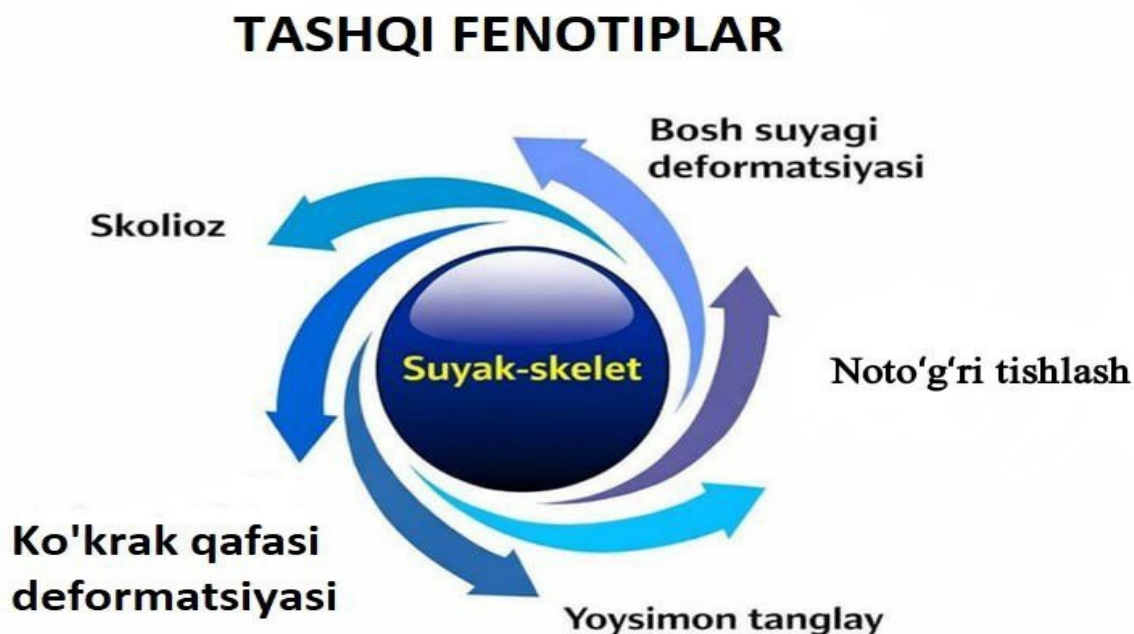 TASHQI FENOTIPLAR
Bosh suyagi
deformatsiyasi
Skolioz
Suyak-skelet
Noto‘g‘ri tishlash
Ko'krak qafasi
deformatsiyasi
Yoysimon tanglay